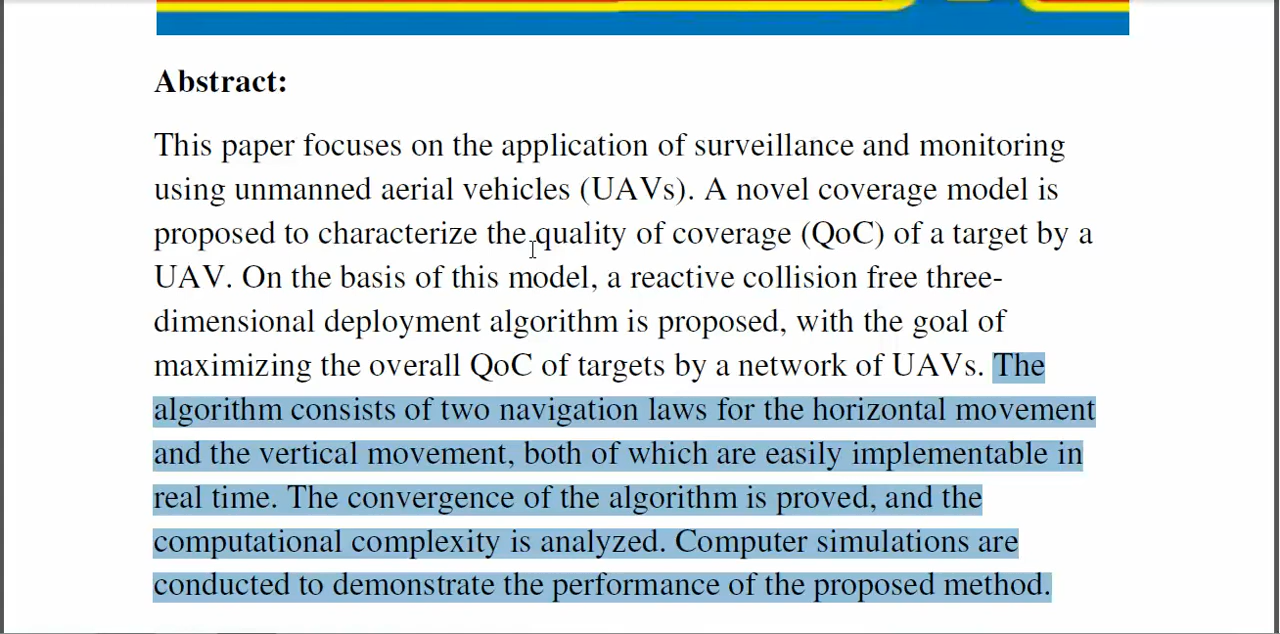 Abstract:
This paper focuses on the application of surveillance and monitoring
using unmanned aerial vehicles (UAVs). A novel coverage model is
proposed to characterize the quality of coverage (QoC) of a target by a
UAV. On the basis of this model, a reactive collision free three-
dimensional deployment algorithm is proposed, with the goal of
maximizing the overall QoC of targets by a network of UAVs. The
algorithm consists of two navigation laws for the horizontal movement
and the vertical movement, both of which are easily implementable in
real time. The convergence of the algorithm is proved, and the
computational complexity is analyzed. Computer simulations are
conducted to demonstrate the performance of the proposed method.